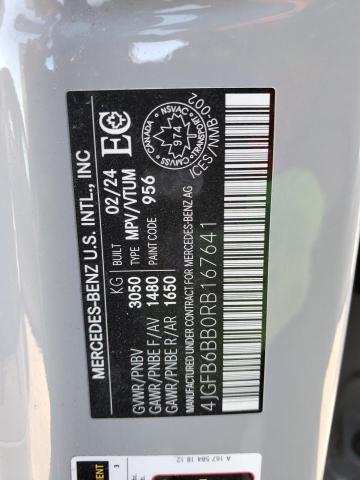 MERCEDES-BENZ U.S. INTL., INC
KG BUILT 02/24
GVWR/PNBV 3050 TYPE MPV/VTUM
GAWR/PNBE F/AV 1480 PAINT CODE 956
GAWR/PNBE R/AR 1650
MANUFACTURED UNDER CONTRACT FOR MERCEDES-BENZ AG
4JGFB6BB0RB167641
CANADA
NSVAC
974
CMVSS
TRANSPORT
ICES/NMB-002
A 167 584 18 12
3